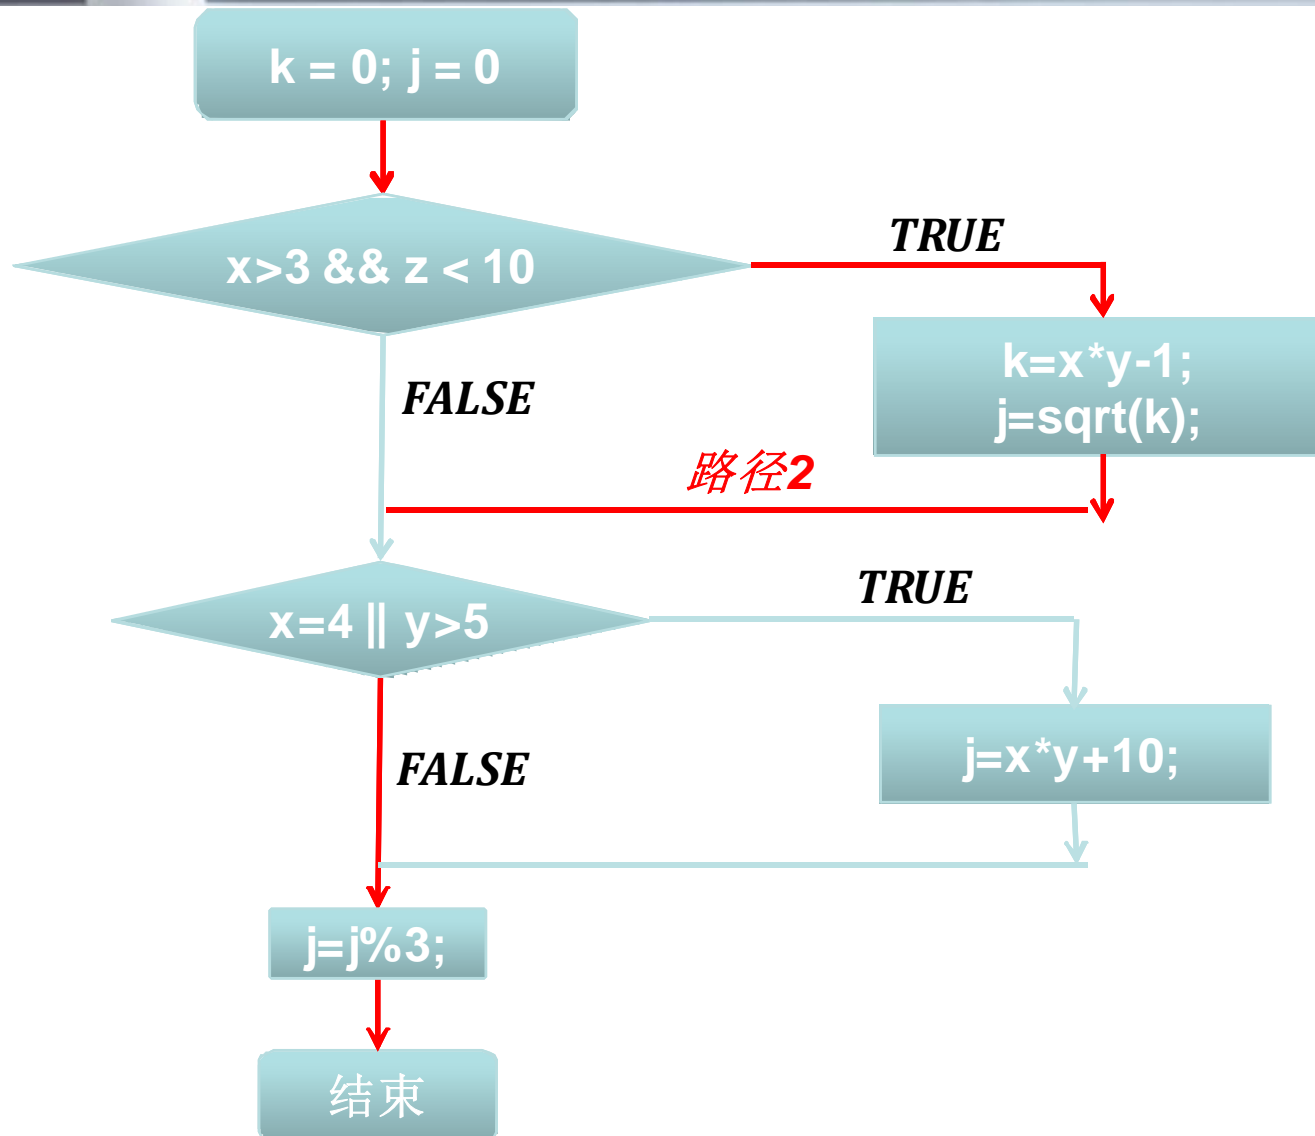 k = 0; j = 0
x>3 && z < 10
TRUE
k=x*y-1;
j=sqrt(k);
FALSE
路径2
x=4 || y>5
TRUE
j=x*y+10;
FALSE
j=j%3;
结束